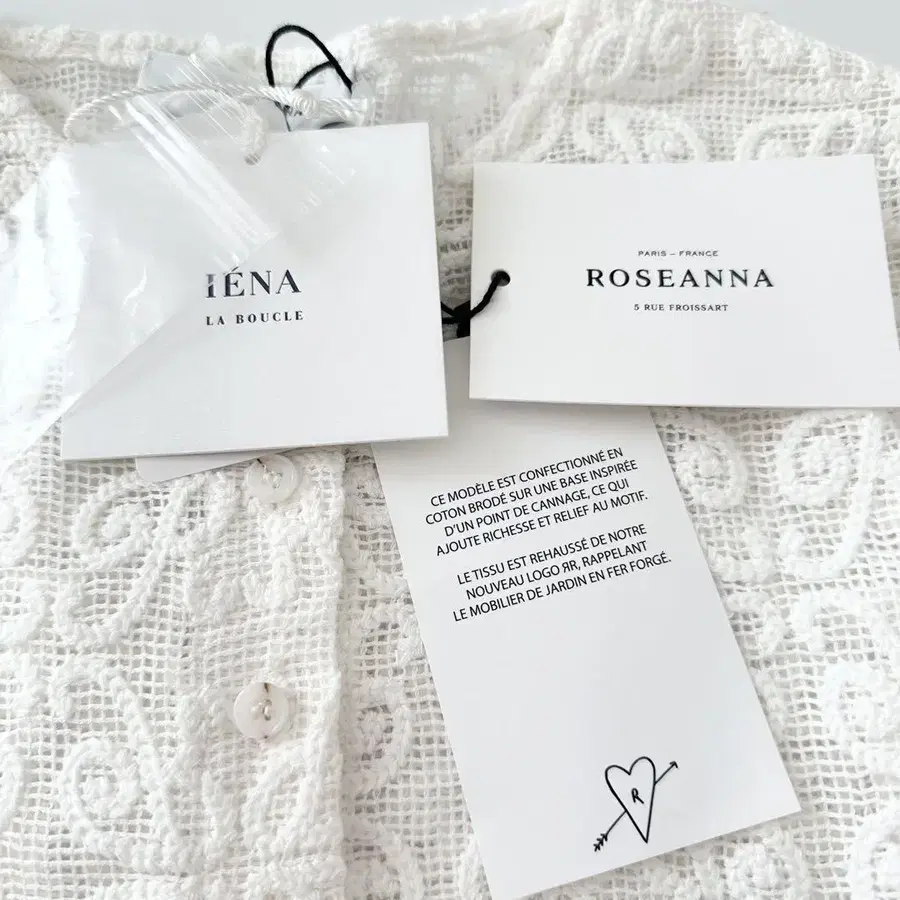 IÉNA
LA BOUCLE
PARIS – FRANCE
ROSEANNA
5 RUE FROISSART
CE MODÈLE EST CONFECTIONNÉ EN
COTON BRODÉ SUR UNE BASE INSPIRÉE
D'UN POINT DE CANNAGE, CE QUI
AJOUTE RICHESSE ET RELIEF AU MOTIF.
LE TISSU EST REHAUSSÉ DE NOTRE
NOUVEAU LOGO ЯR, RAPPELANT
LE MOBILIER DE JARDIN EN FER FORGÉ.
R